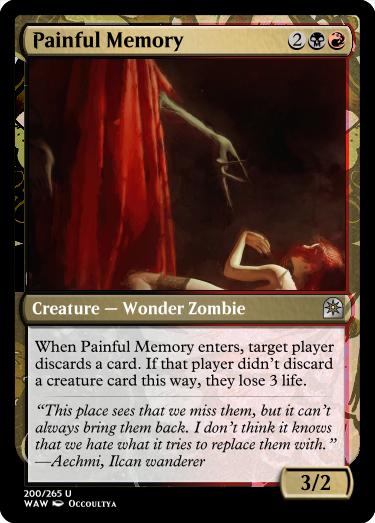 Painful Memory 2
Creature — Wonder Zombie
When Painful Memory enters, target player
discards a card. If that player didn't discard
a creature card this way, they lose 3 life.
“This place sees that we miss them, but it can't
always bring them back. I don't think it knows
that we hate what it tries to replace them with.”
—Aechmi, Ilcan wanderer
3/2
200/265 U
WAW Occoultya